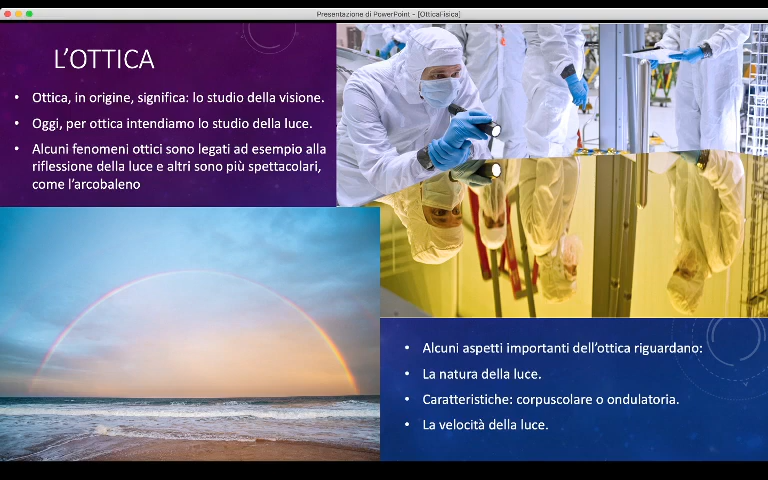 Presentazione di PowerPoint - [OtticaFisica]
L'OTTICA
• Ottica, in origine, significa: lo studio della visione.
• Oggi, per ottica intendiamo lo studio della luce.
• Alcuni fenomeni ottici sono legati ad esempio alla
riflessione della luce e altri sono più spettacolari,
come l'arcobaleno
• Alcuni aspetti importanti dell'ottica riguardano:
• La natura della luce.
• Caratteristiche: corpuscolare o ondulatoria.
• La velocità della luce.